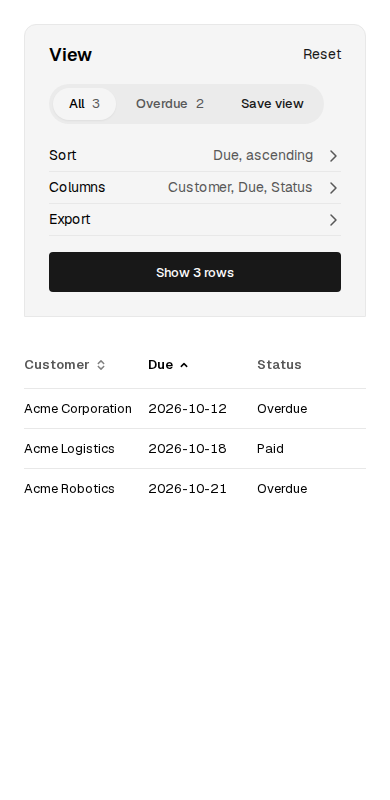 View Reset
All 3 Overdue 2 Save view
Sort Due, ascending
Columns Customer, Due, Status
Export
Show 3 rows
Customer Due Status
Acme Corporation 2026-10-12 Overdue
Acme Logistics 2026-10-18 Paid
Acme Robotics 2026-10-21 Overdue